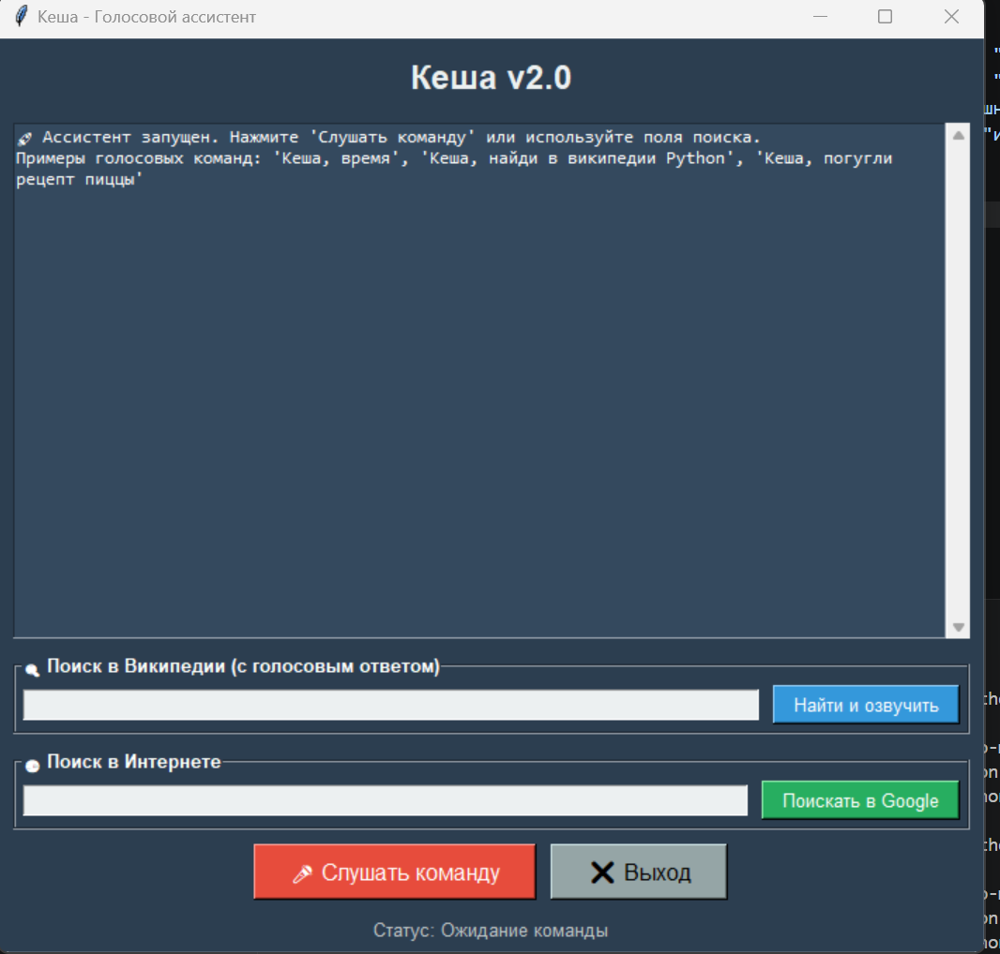 Кеша - Голосовой ассистент
Кеша v2.0
Ассистент запущен. Нажмите 'Слушать команду' или используйте поля поиска.
Примеры голосовых команд: 'Кеша, время', 'Кеша, найди в википедии Python', 'Кеша, погугли
рецепт пиццы'
Поиск в Википедии (с голосовым ответом)
Найти и озвучить
Поиск в Интернете
Поискать в Google
Слушать команду
Выход
Статус: Ожидание команды